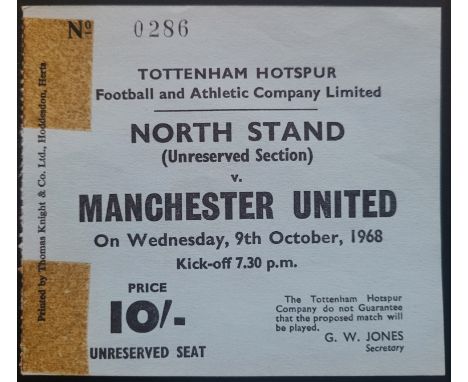 Nº 0286
TOTTENHAM HOTSPUR
Football and Athletic Company Limited
NORTH STAND
(Unreserved Section)
v.
MANCHESTER UNITED
On Wednesday, 9th October, 1968
Kick-off 7.30 p.m.
PRICE
10/-
UNRESERVED SEAT
The Tottenham Hotspur
Company do not Guarantee
that the proposed match will
be played.
G. W. JONES
Secretary
Printed by Thomas Knight & Co. Ltd., Hoddesdon, Herts